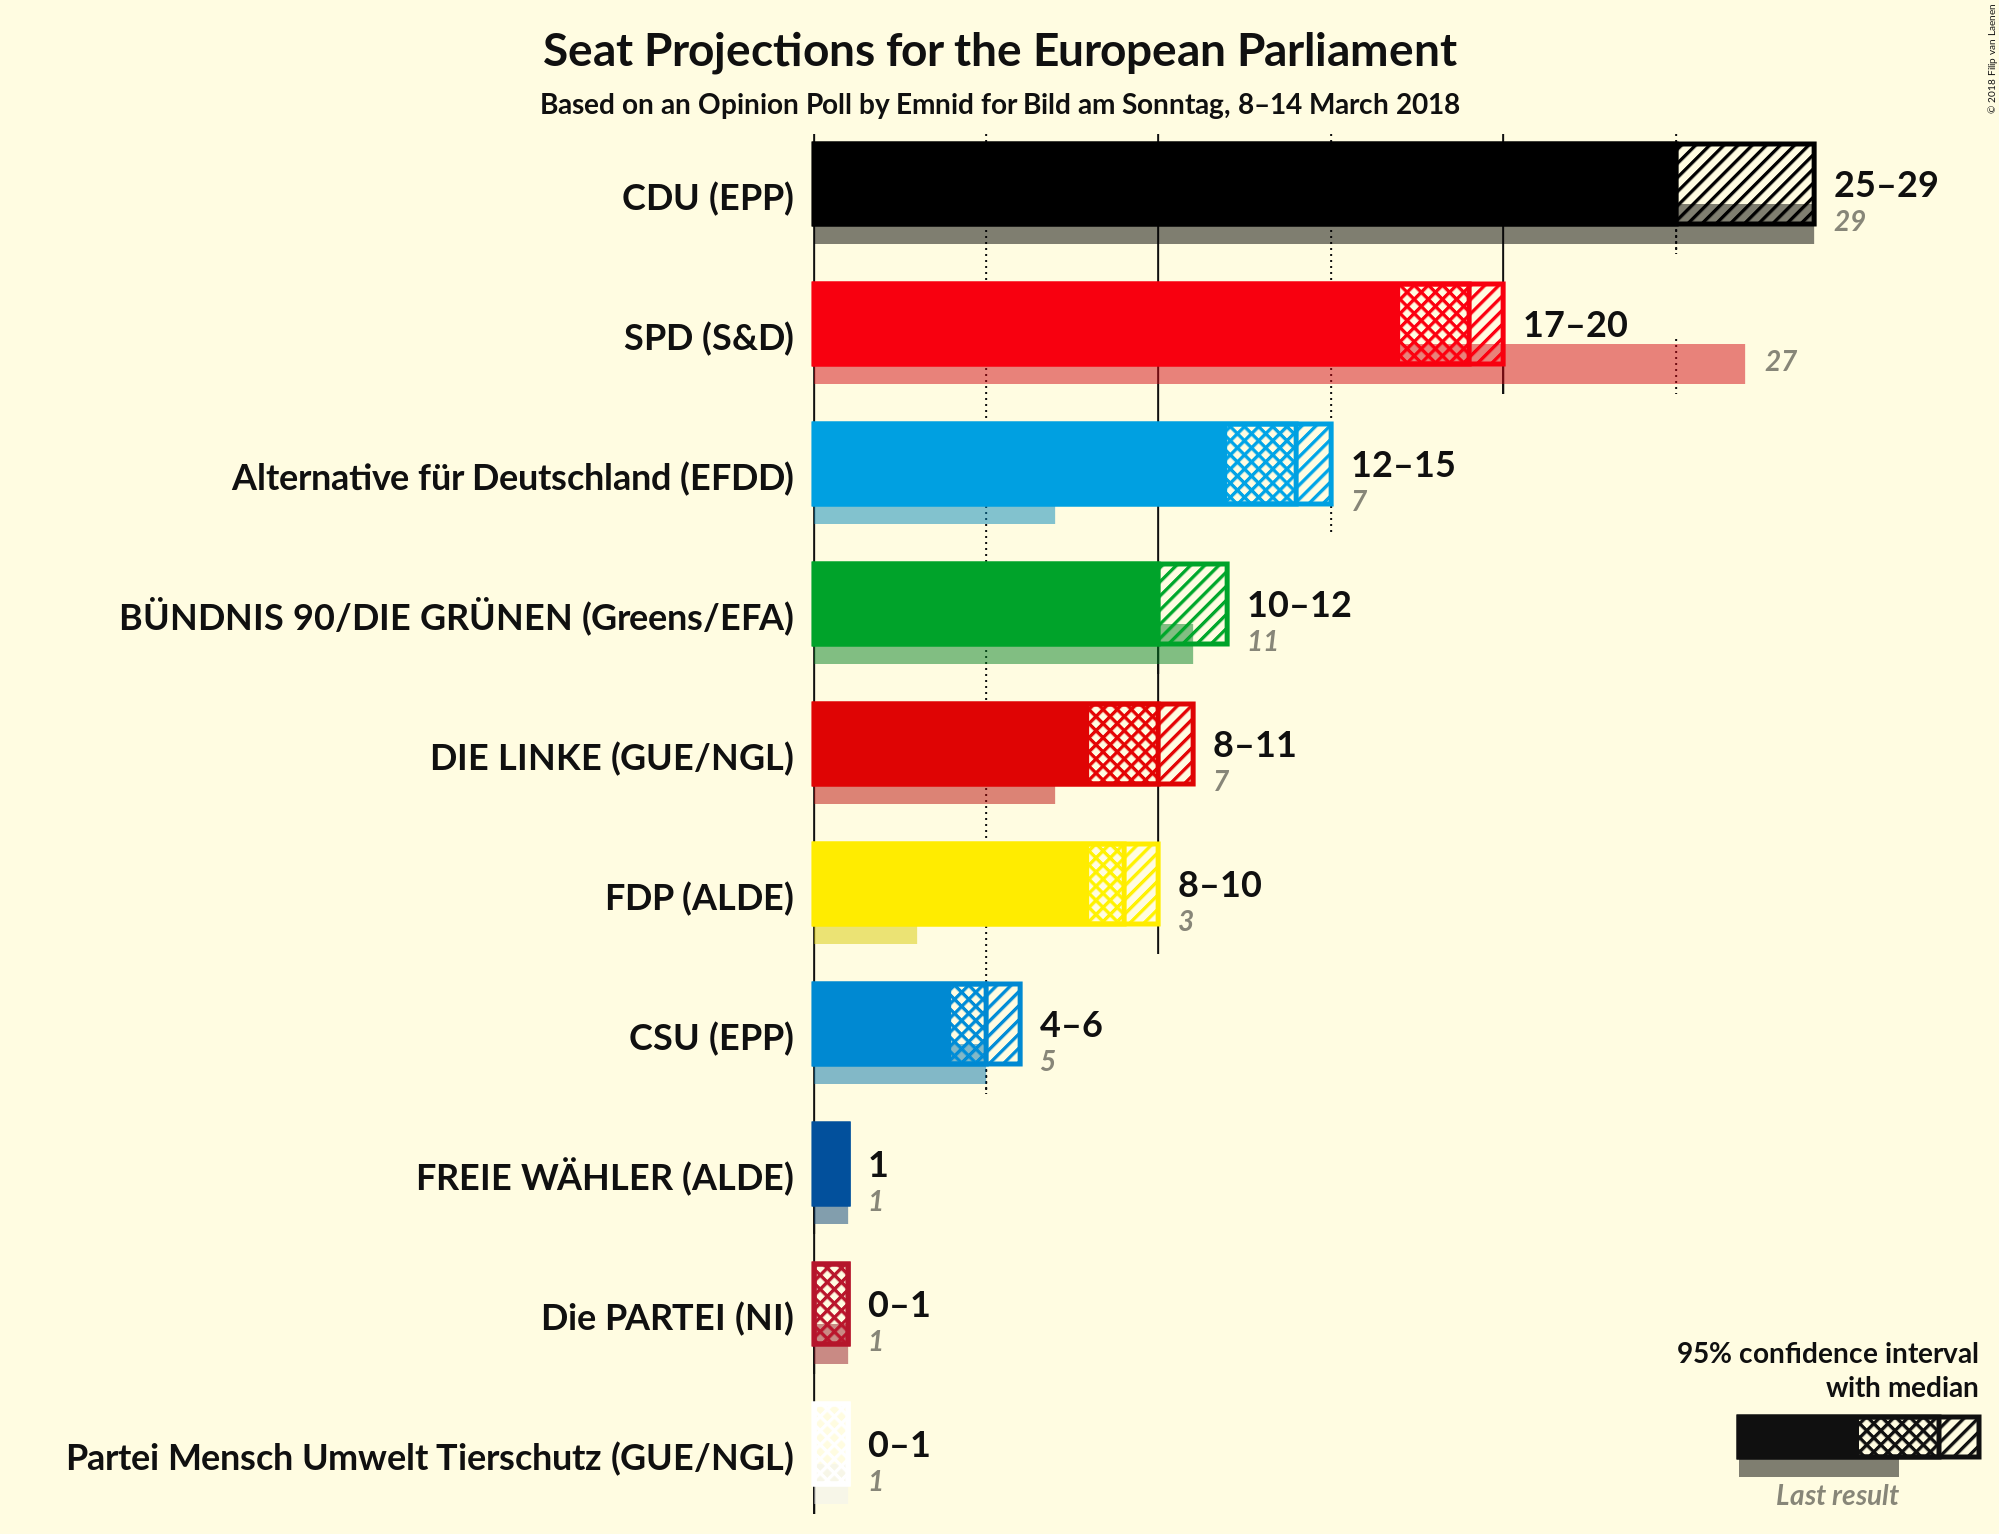 Seat Projections for the European Parliament
Based on an Opinion Poll by Emnid for Bild am Sonntag, 8–14 March 2018
© 2018 Filip van Laenen
CDU (EPP)
25–29
29
SPD (S&D)
17–20
27
Alternative für Deutschland (EFDD)
12–15
7
BÜNDNIS 90/DIE GRÜNEN (Greens/EFA)
10–12
11
DIE LINKE (GUE/NGL)
8–11
7
FDP (ALDE)
8–10
3
CSU (EPP)
4–6
5
FREIE WÄHLER (ALDE)
1
1
Die PARTEI (NI)
0–1
1
Partei Mensch Umwelt Tierschutz (GUE/NGL)
0–1
1
95% confidence interval
with median
Last result